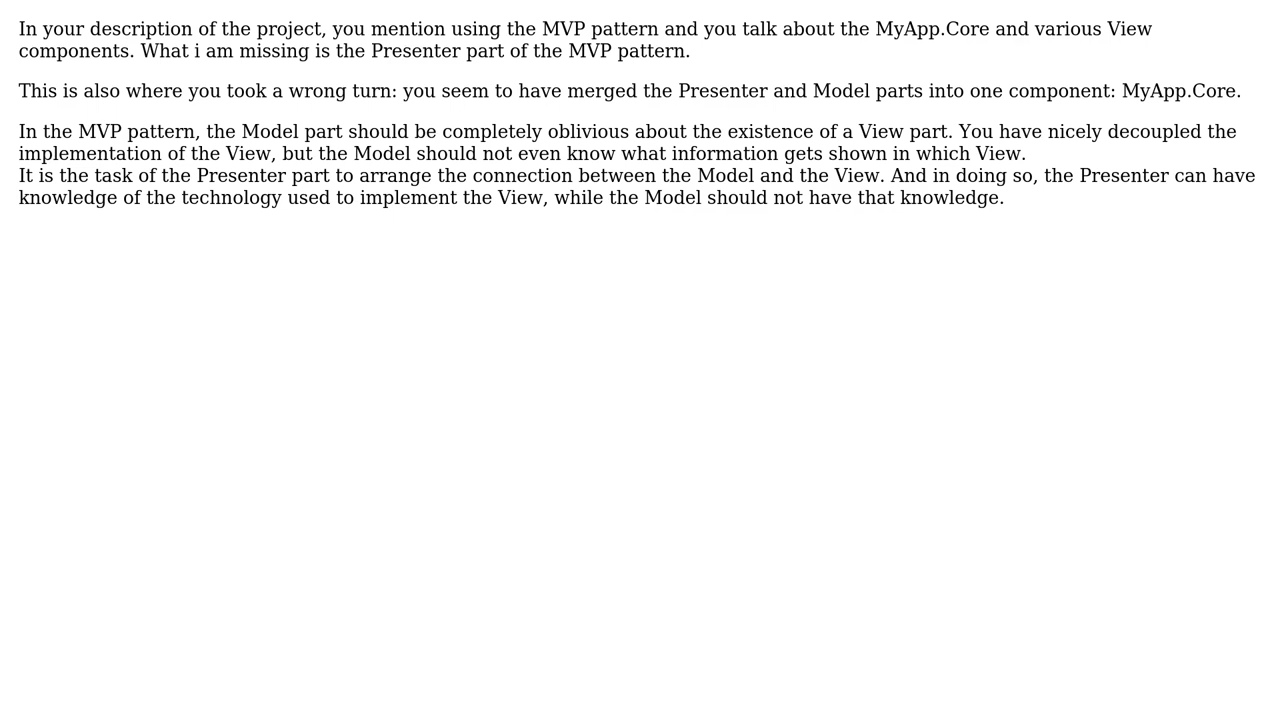 In your description of the project, you mention using the MVP pattern and you talk about the MyApp.Core and various View
components. What i am missing is the Presenter part of the MVP pattern.
This is also where you took a wrong turn: you seem to have merged the Presenter and Model parts into one component: MyApp.Core.
In the MVP pattern, the Model part should be completely oblivious about the existence of a View part. You have nicely decoupled the
implementation of the View, but the Model should not even know what information gets shown in which View.
It is the task of the Presenter part to arrange the connection between the Model and the View. And in doing so, the Presenter can have
knowledge of the technology used to implement the View, while the Model should not have that knowledge.